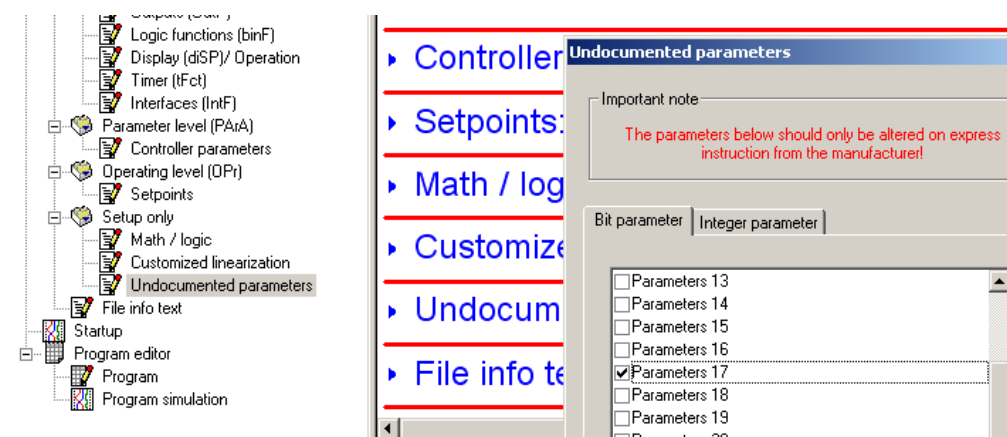 Logic functions (binF)
Display (diSP)/ Operation
Timer (tFct)
Interfaces (IntF)
Parameter level (PArA)
Controller parameters
Operating level (OPr)
Setpoints
Setup only
Math / logic
Customized linearization
Undocumented parameters
File info text
Startup
Program editor
Program
Program simulation
Controller
Setpoints:
Math / log
Customize
Undocum
File info te
Undocumented parameters
Important note
The parameters below should only be altered on express
instruction from the manufacturer!
Bit parameter Integer parameter
Parameters 13
Parameters 14
Parameters 15
Parameters 16
Parameters 17
Parameters 18
Parameters 19